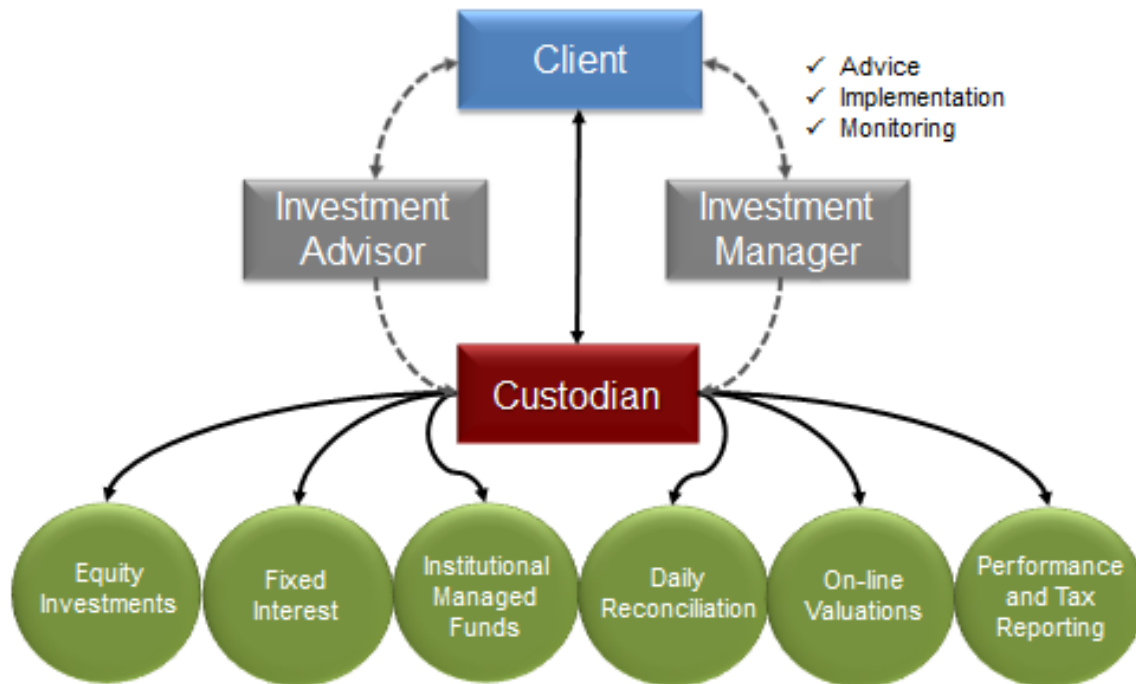 Client
✓ Advice
✓ Implementation
✓ Monitoring
Investment
Advisor
Investment
Manager
Custodian
Equity
Investments
Fixed
Interest
Institutional
Managed
Funds
Daily
Reconciliation
On-line
Valuations
Performance
and Tax
Reporting